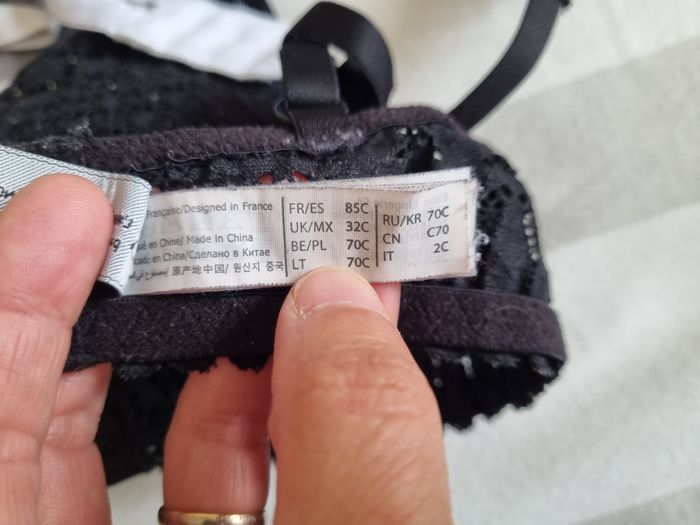 Française/Designed in France
ué en Chine/ Made in China
cado en China/Сделано в Китае
原产地中国/ 원산지 중국
FR/ES 85C
UK/MX 32C
BE/PL 70C
LT 70C
RU/KR 70C
CN C70
IT 2C